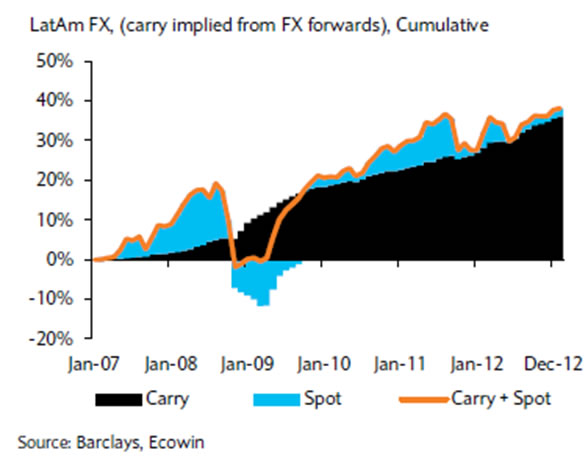 LatAm FX, (carry implied from FX forwards), Cumulative
50%
40%
30%
20%
10%
0%
-10%
-20%
Jan-07 Jan-08 Jan-09 Jan-10 Jan-11 Jan-12 Dec-12
Carry Spot Carry + Spot
Source: Barclays, Ecowin